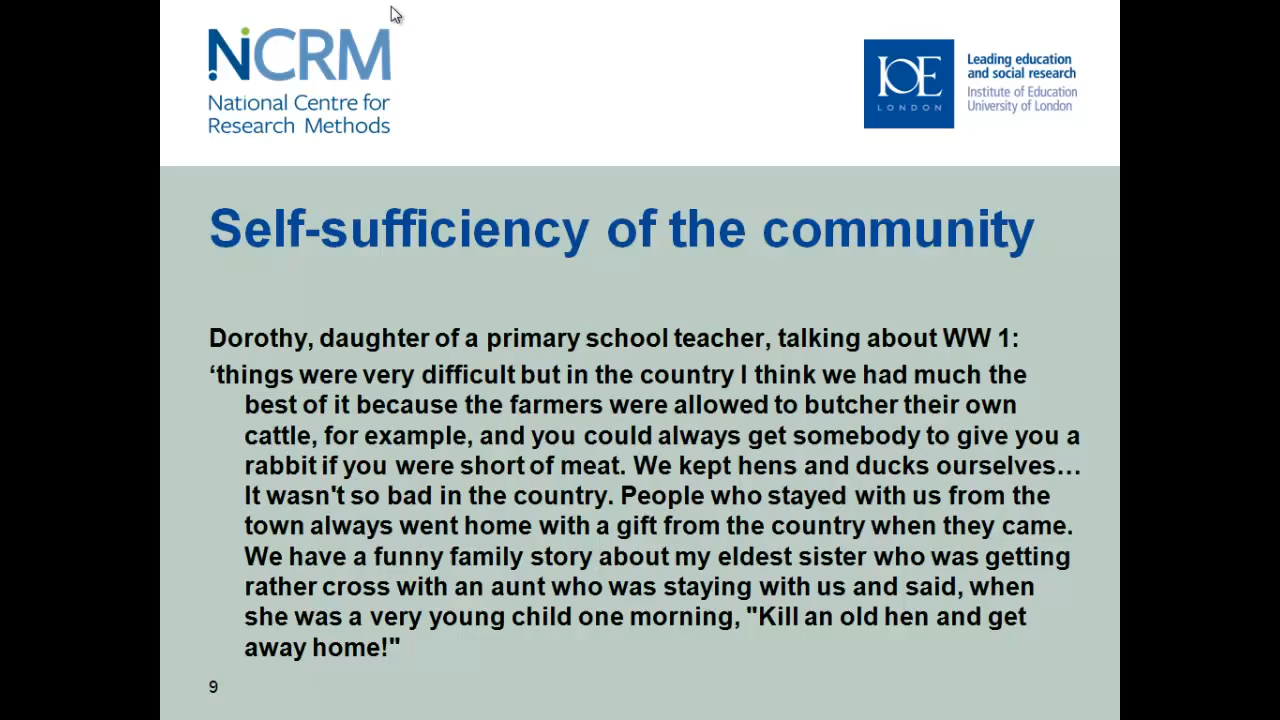 NCRM
National Centre for
Research Methods
IOE
LONDON
Leading education
and social research
Institute of Education
University of London
Self-sufficiency of the community
Dorothy, daughter of a primary school teacher, talking about WW 1:
‘things were very difficult but in the country I think we had much the
best of it because the farmers were allowed to butcher their own
cattle, for example, and you could always get somebody to give you a
rabbit if you were short of meat. We kept hens and ducks ourselves…
It wasn't so bad in the country. People who stayed with us from the
town always went home with a gift from the country when they came.
We have a funny family story about my eldest sister who was getting
rather cross with an aunt who was staying with us and said, when
she was a very young child one morning, "Kill an old hen and get
away home!"
9